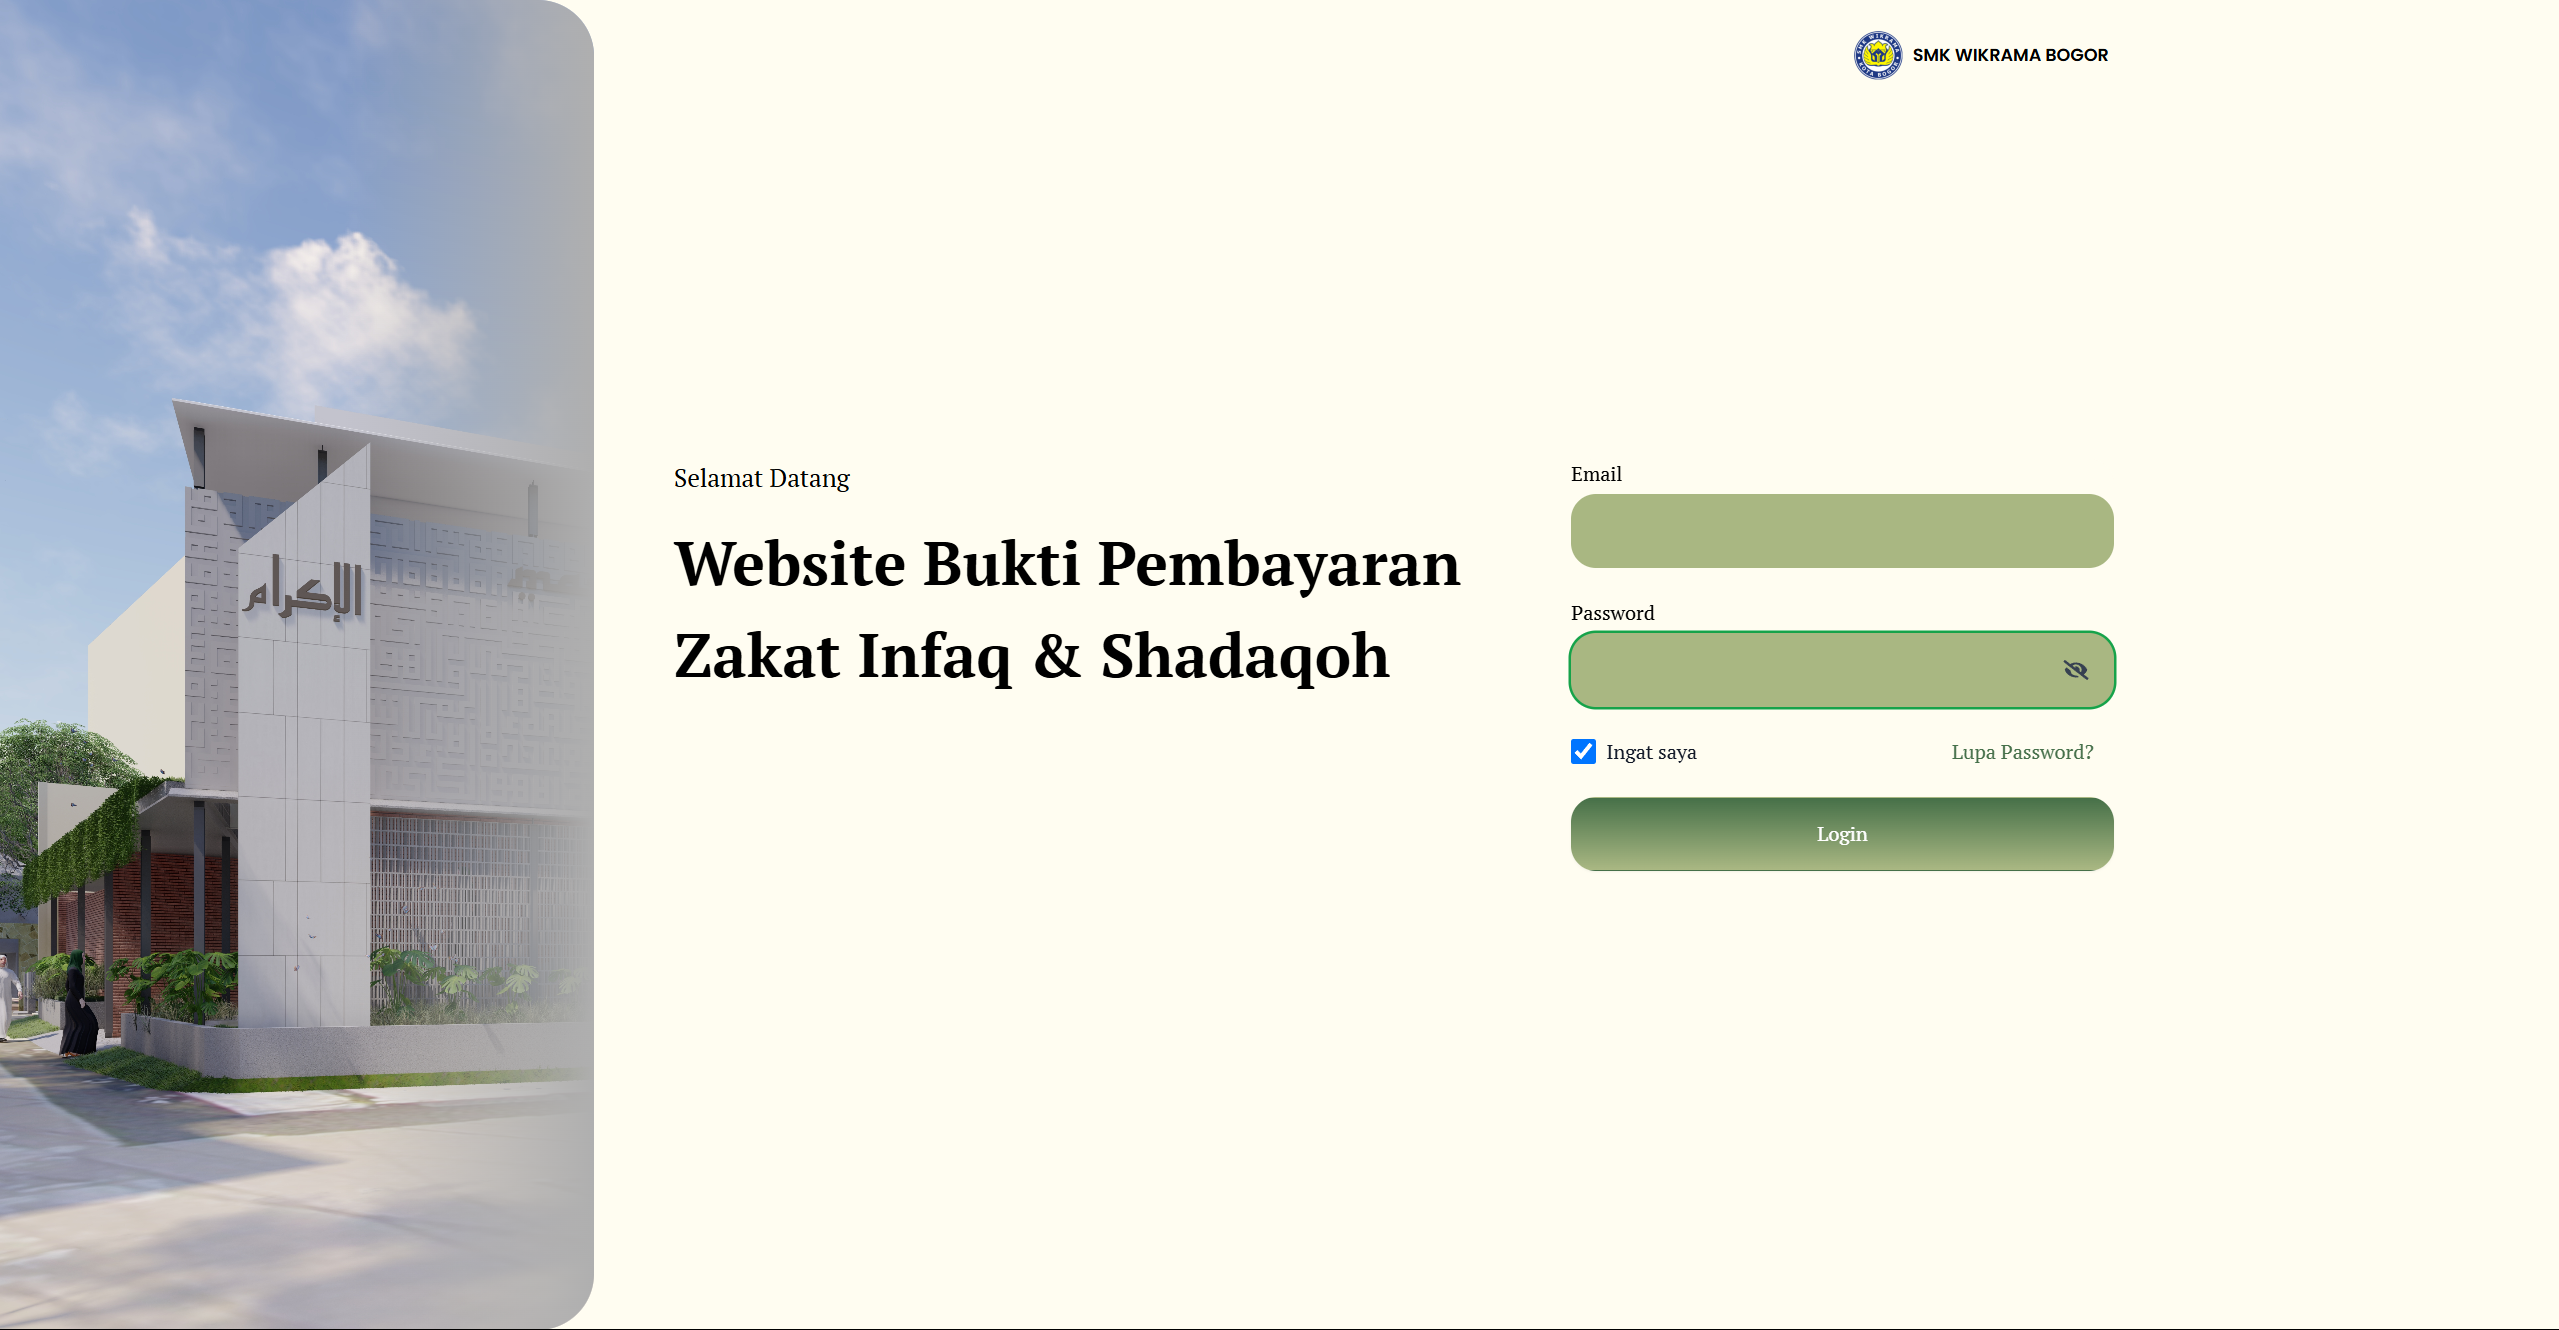 SMK WIKRAMA BOGOR
الإكرام
Selamat Datang
Website Bukti Pembayaran
Zakat Infaq & Shadaqoh
Email
Password
Ingat saya
Lupa Password?
Login